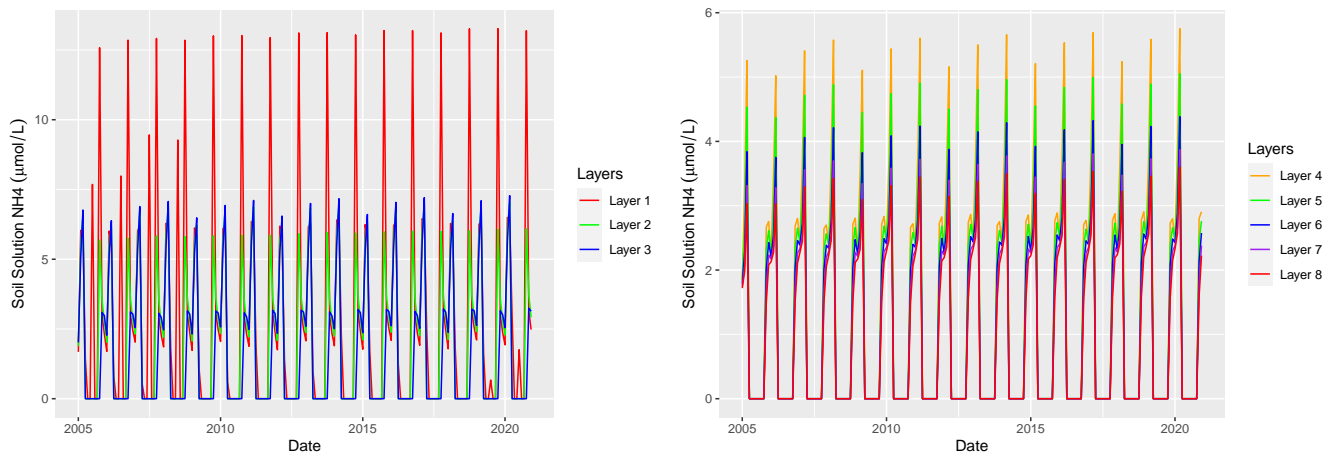 Soil Solution NH4 (μmol/L)
10
5
0
2005
2010
2015
2020
Date
Layers
Layer 1
Layer 2
Layer 3
Soil Solution NH4 (μmol/L)
6
4
2
0
2005
2010
2015
2020
Date
Layers
Layer 4
Layer 5
Layer 6
Layer 7
Layer 8